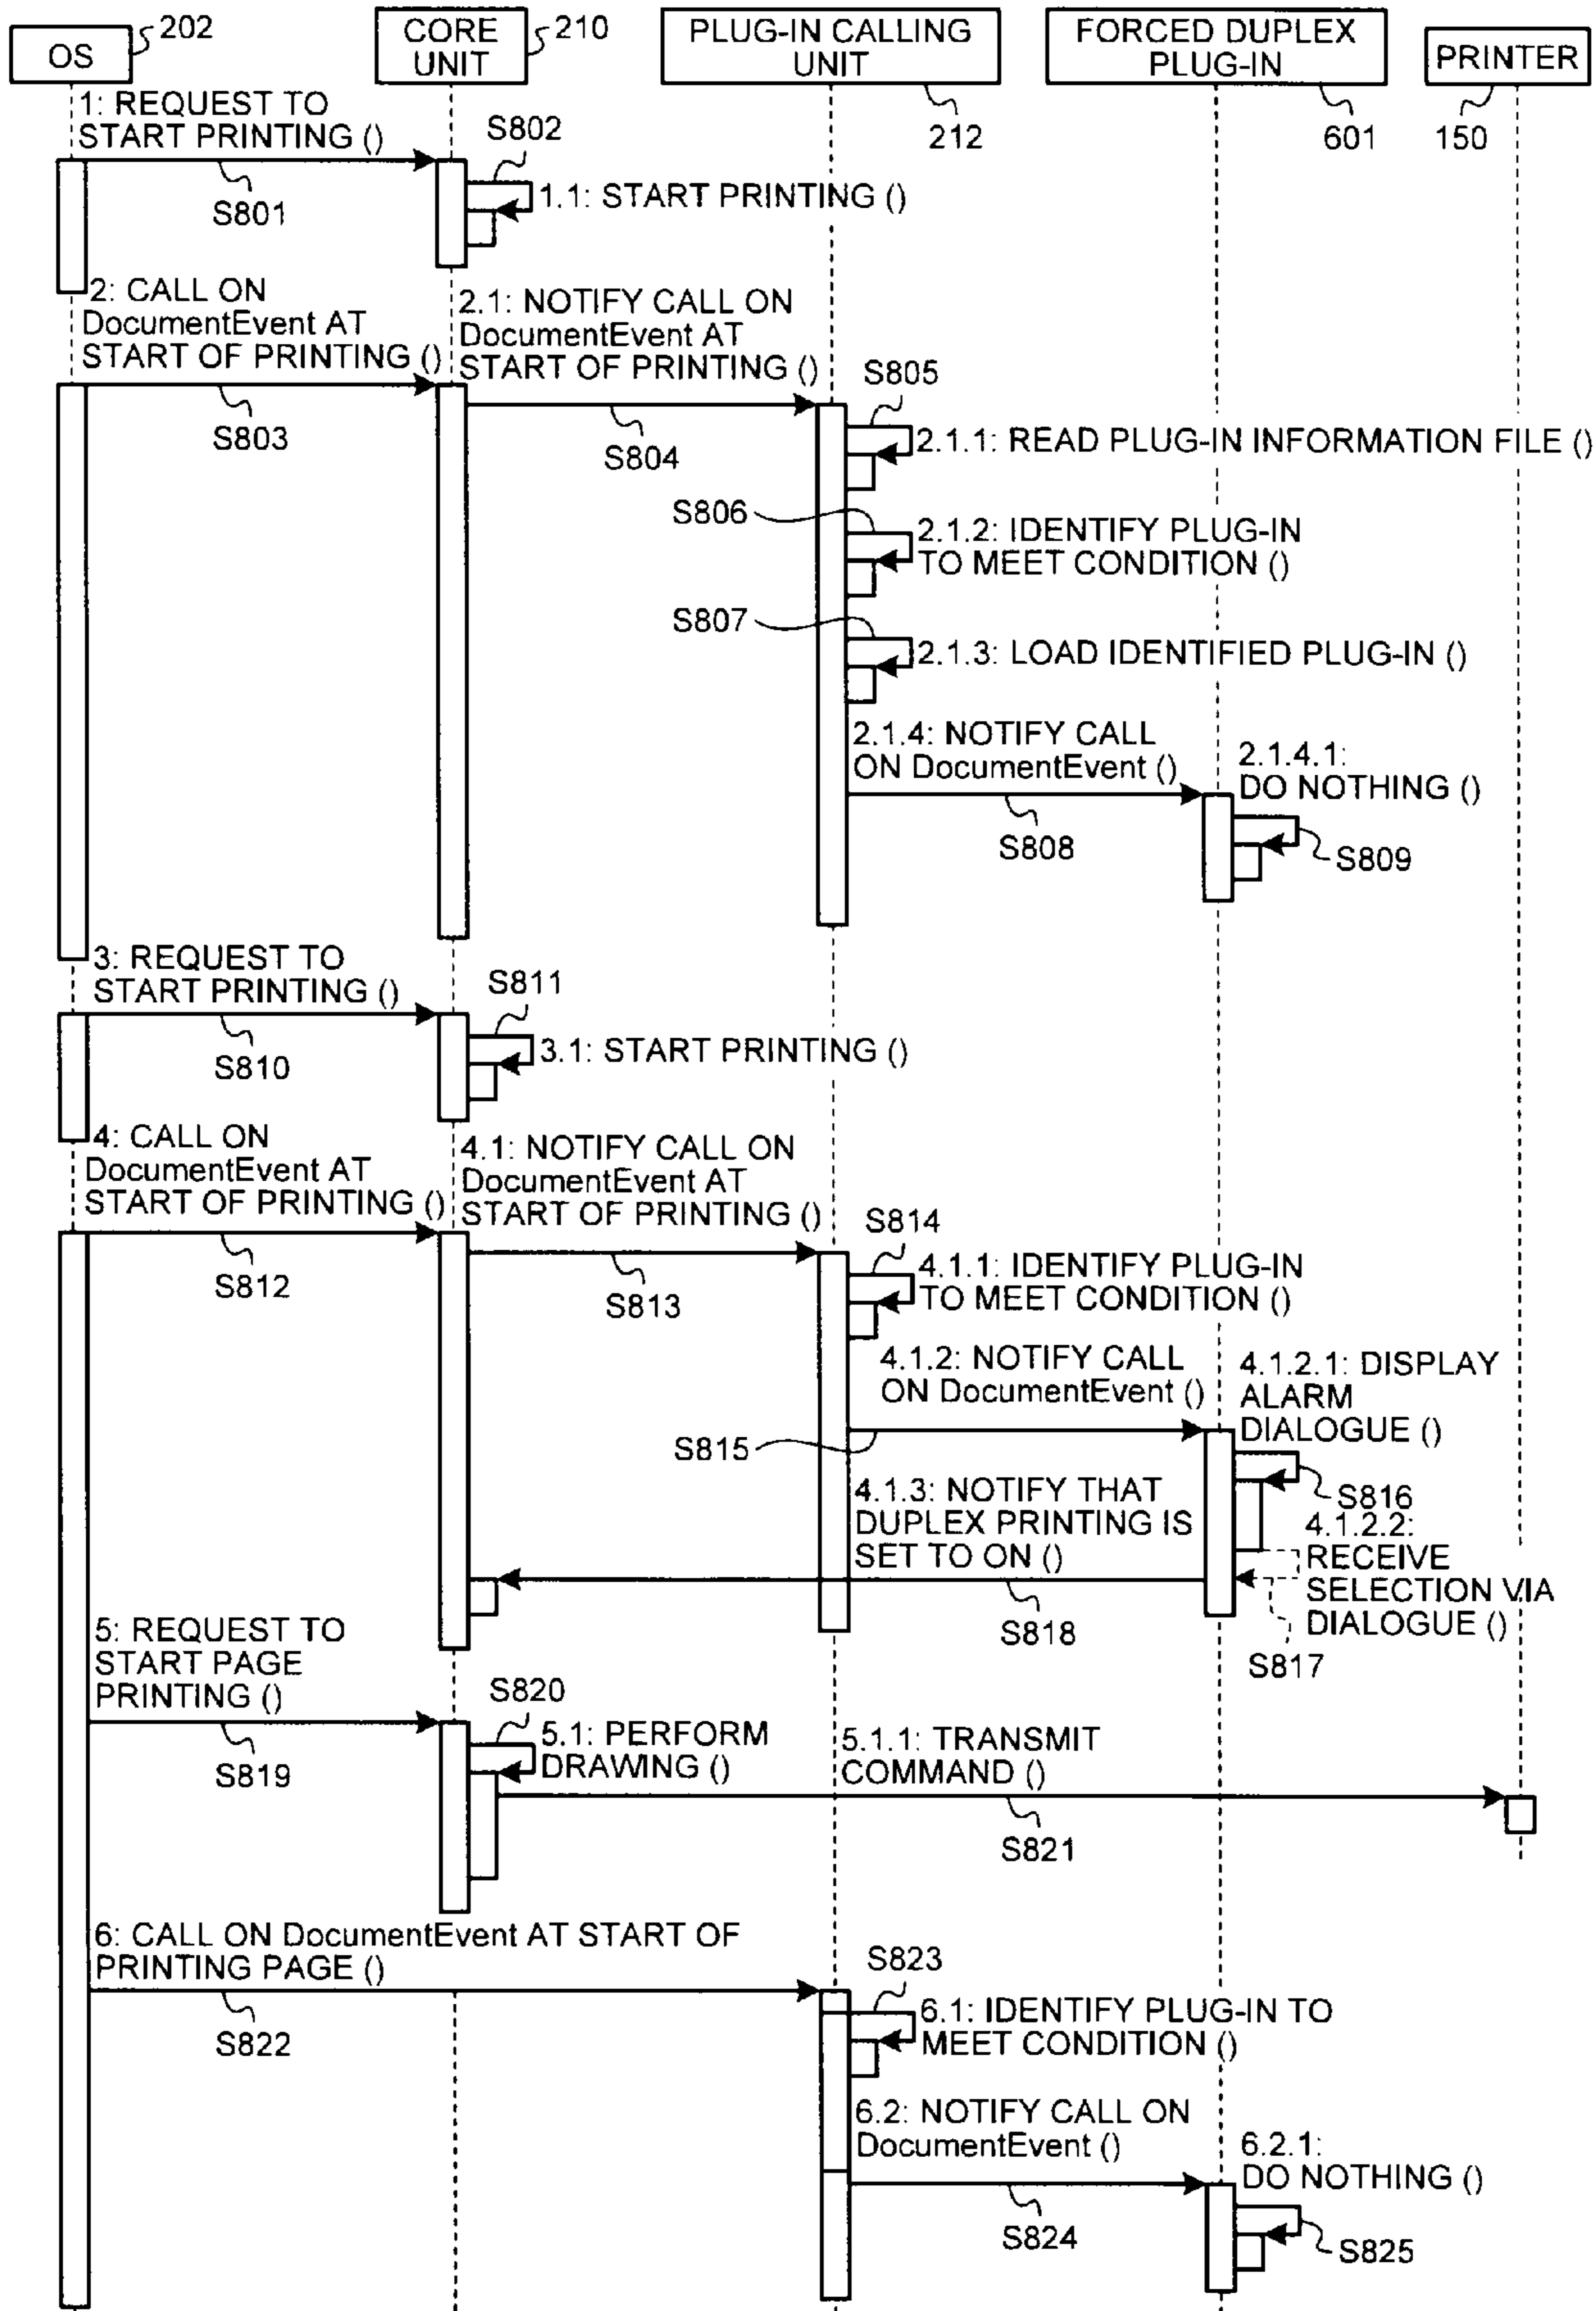 OS
202
CORE
UNIT
210
PLUG-IN CALLING
UNIT
212
FORCED DUPLEX
PLUG-IN
601
PRINTER
150
1: REQUEST TO
START PRINTING ()
S801
S802
1.1: START PRINTING ()
2: CALL ON
DocumentEvent AT
START OF PRINTING ()
S803
2.1: NOTIFY CALL ON
DocumentEvent AT
START OF PRINTING ()
S804
S805
2.1.1: READ PLUG-IN INFORMATION FILE ()
S806
2.1.2: IDENTIFY PLUG-IN
TO MEET CONDITION ()
S807
2.1.3: LOAD IDENTIFIED PLUG-IN ()
2.1.4: NOTIFY CALL
ON DocumentEvent ()
S808
2.1.4.1:
DO NOTHING ()
S809
3: REQUEST TO
START PRINTING ()
S810
S811
3.1: START PRINTING ()
4: CALL ON
DocumentEvent AT
START OF PRINTING ()
S812
4.1: NOTIFY CALL ON
DocumentEvent AT
START OF PRINTING ()
S813
S814
4.1.1: IDENTIFY PLUG-IN
TO MEET CONDITION ()
4.1.2: NOTIFY CALL
ON DocumentEvent ()
S815
4.1.2.1: DISPLAY
ALARM
DIALOGUE ()
S816
4.1.2.2:
RECEIVE
SELECTION VIA
DIALOGUE ()
S817
4.1.3: NOTIFY THAT
DUPLEX PRINTING IS
SET TO ON ()
S818
5: REQUEST TO
START PAGE
PRINTING ()
S819
S820
5.1: PERFORM
DRAWING ()
5.1.1: TRANSMIT
COMMAND ()
S821
6: CALL ON DocumentEvent AT START OF
PRINTING PAGE ()
S822
S823
6.1: IDENTIFY PLUG-IN TO
MEET CONDITION ()
6.2: NOTIFY CALL ON
DocumentEvent ()
S824
6.2.1:
DO NOTHING ()
S825